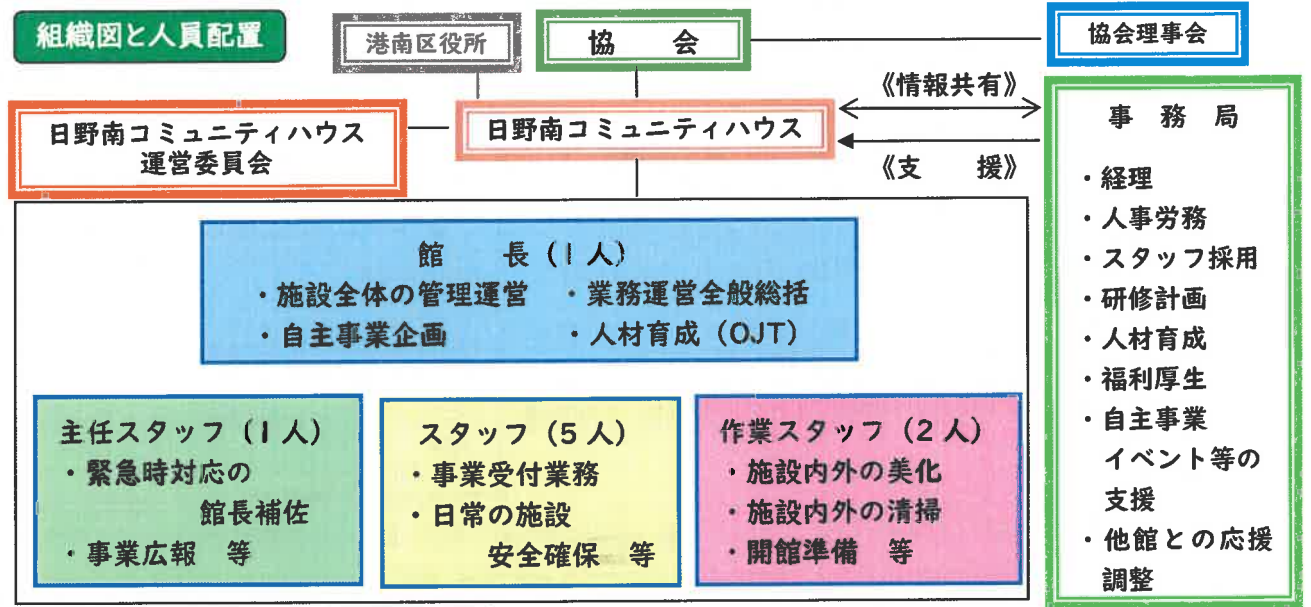 組織図と人員配置
港南区役所
協　　会
協会理事会
日野南コミュニティハウス
運営委員会
日野南コミュニティハウス
《情報共有》
《支　　援》
館　　長（1人）
・施設全体の管理運営　・業務運営全般総括
・自主事業企画　　　　・人材育成（OJT）
主任スタッフ（1人）
・緊急時対応の
館長補佐
・事業広報　等
スタッフ（5人）
・事業受付業務
・日常の施設
安全確保　等
作業スタッフ（2人）
・施設内外の美化
・施設内外の清掃
・開館準備　等
事　務　局
・経理
・人事労務
・スタッフ採用
・研修計画
・人材育成
・福利厚生
・自主事業
イベント等の
支援
・他館との応援
調整